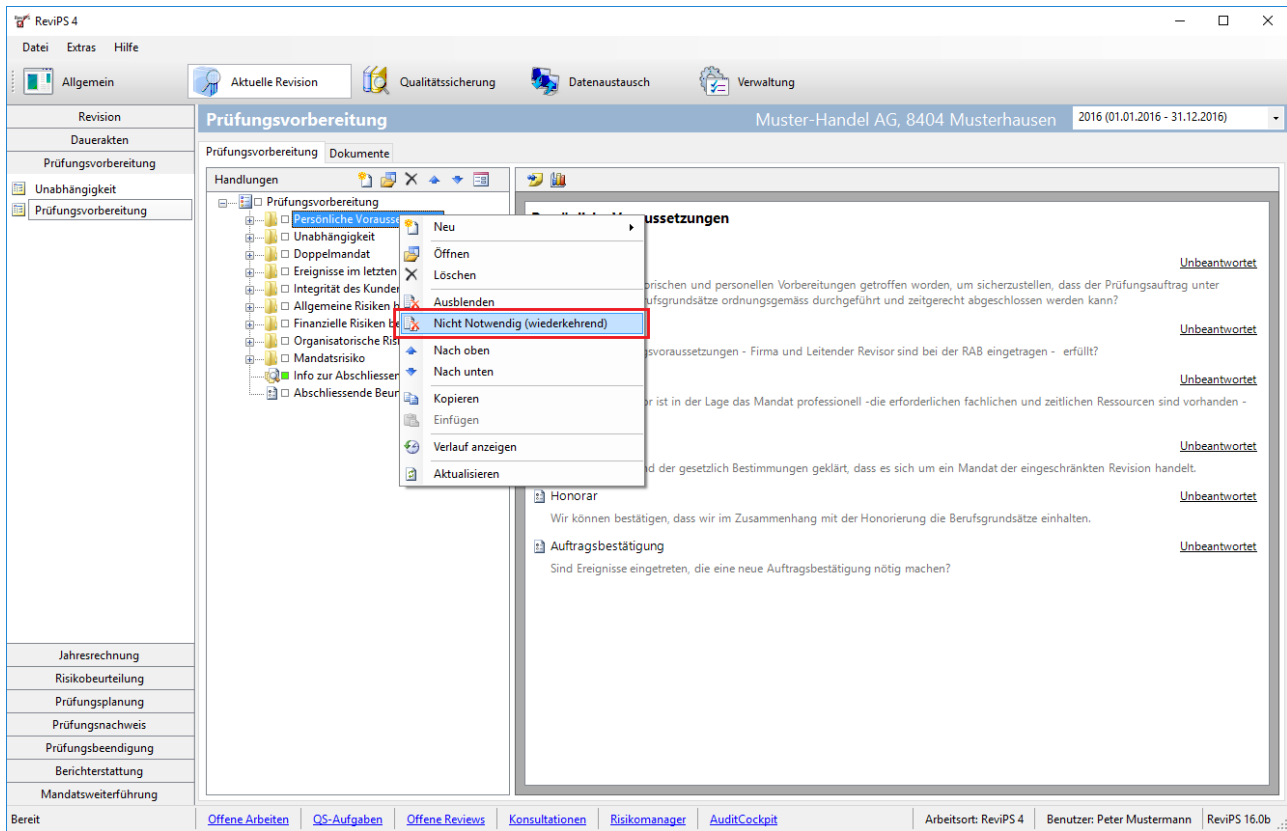 ReviPS 4
Datei Extras Hilfe
Allgemein Aktuelle Revision Qualitätssicherung Datenaustausch Verwaltung
Revision
Dauerakten
Prüfungsvorbereitung
Unabhängigkeit
Prüfungsvorbereitung
Prüfungsvorbereitung Muster-Handel AG, 8404 Musterhausen 2016 (01.01.2016 - 31.12.2016)
Prüfungsvorbereitung Dokumente
Handlungen
Prüfungsvorbereitung
Persönliche Vorausse
Unabhängigkeit
Doppelmandat
Ereignisse im letzten
Integrität des Kunden
Allgemeine Risiken b
Finanzielle Risiken be
Organisatorische Ris
Mandatsrisiko
Info zur Abschliessen
Abschliessende Beur
Neu
Öffnen
Löschen
Ausblenden
Nicht Notwendig (wiederkehrend)
Nach oben
Nach unten
Kopieren
Einfügen
Verlauf anzeigen
Aktualisieren
ussetzungen
Unbeantwortet
orischen und personellen Vorbereitungen getroffen worden, um sicherzustellen, dass der Prüfungsauftrag unter
ufsgrundsätze ordnungsgemäss durchgeführt und zeitgerecht abgeschlossen werden kann?
Unbeantwortet
gsvoraussetzungen - Firma und Leitender Revisor sind bei der RAB eingetragen - erfüllt?
Unbeantwortet
or ist in der Lage das Mandat professionell -die erforderlichen fachlichen und zeitlichen Ressourcen sind vorhanden -
Unbeantwortet
nd der gesetzlich Bestimmungen geklärt, dass es sich um ein Mandat der eingeschränkten Revision handelt.
Honorar Unbeantwortet
Wir können bestätigen, dass wir im Zusammenhang mit der Honorierung die Berufsgrundsätze einhalten.
Auftragsbestätigung Unbeantwortet
Sind Ereignisse eingetreten, die eine neue Auftragsbestätigung nötig machen?
Jahresrechnung
Risikobeurteilung
Prüfungsplanung
Prüfungsnachweis
Prüfungsbeendigung
Berichterstattung
Mandatsweiterführung
Bereit Offene Arbeiten QS-Aufgaben Offene Reviews Konsultationen Risikomanager AuditCockpit Arbeitsort: ReviPS 4 Benutzer: Peter Mustermann ReviPS 16.0b